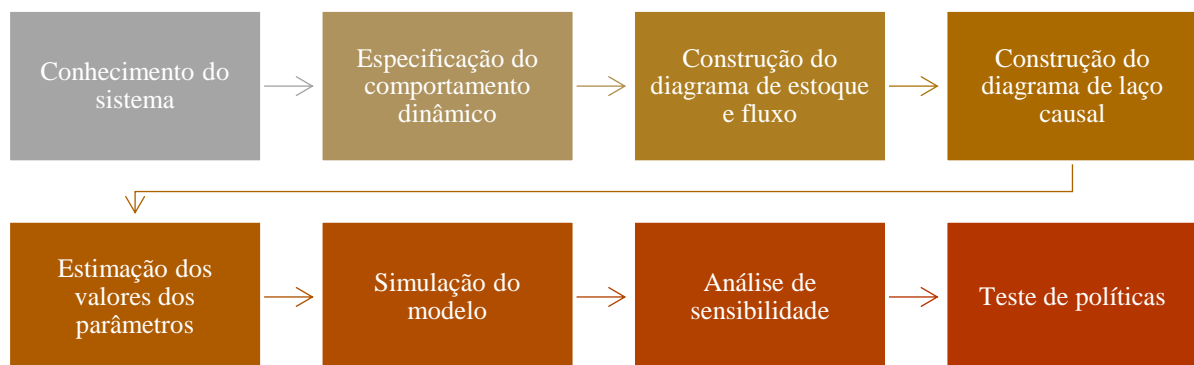 Conhecimento do
sistema
Especificação do
comportamento
dinâmico
Construção do
diagrama de estoque
e fluxo
Construção do
diagrama de laço
causal
Estimação dos
valores dos
parâmetros
Simulação do
modelo
Análise de
sensibilidade
Teste de políticas